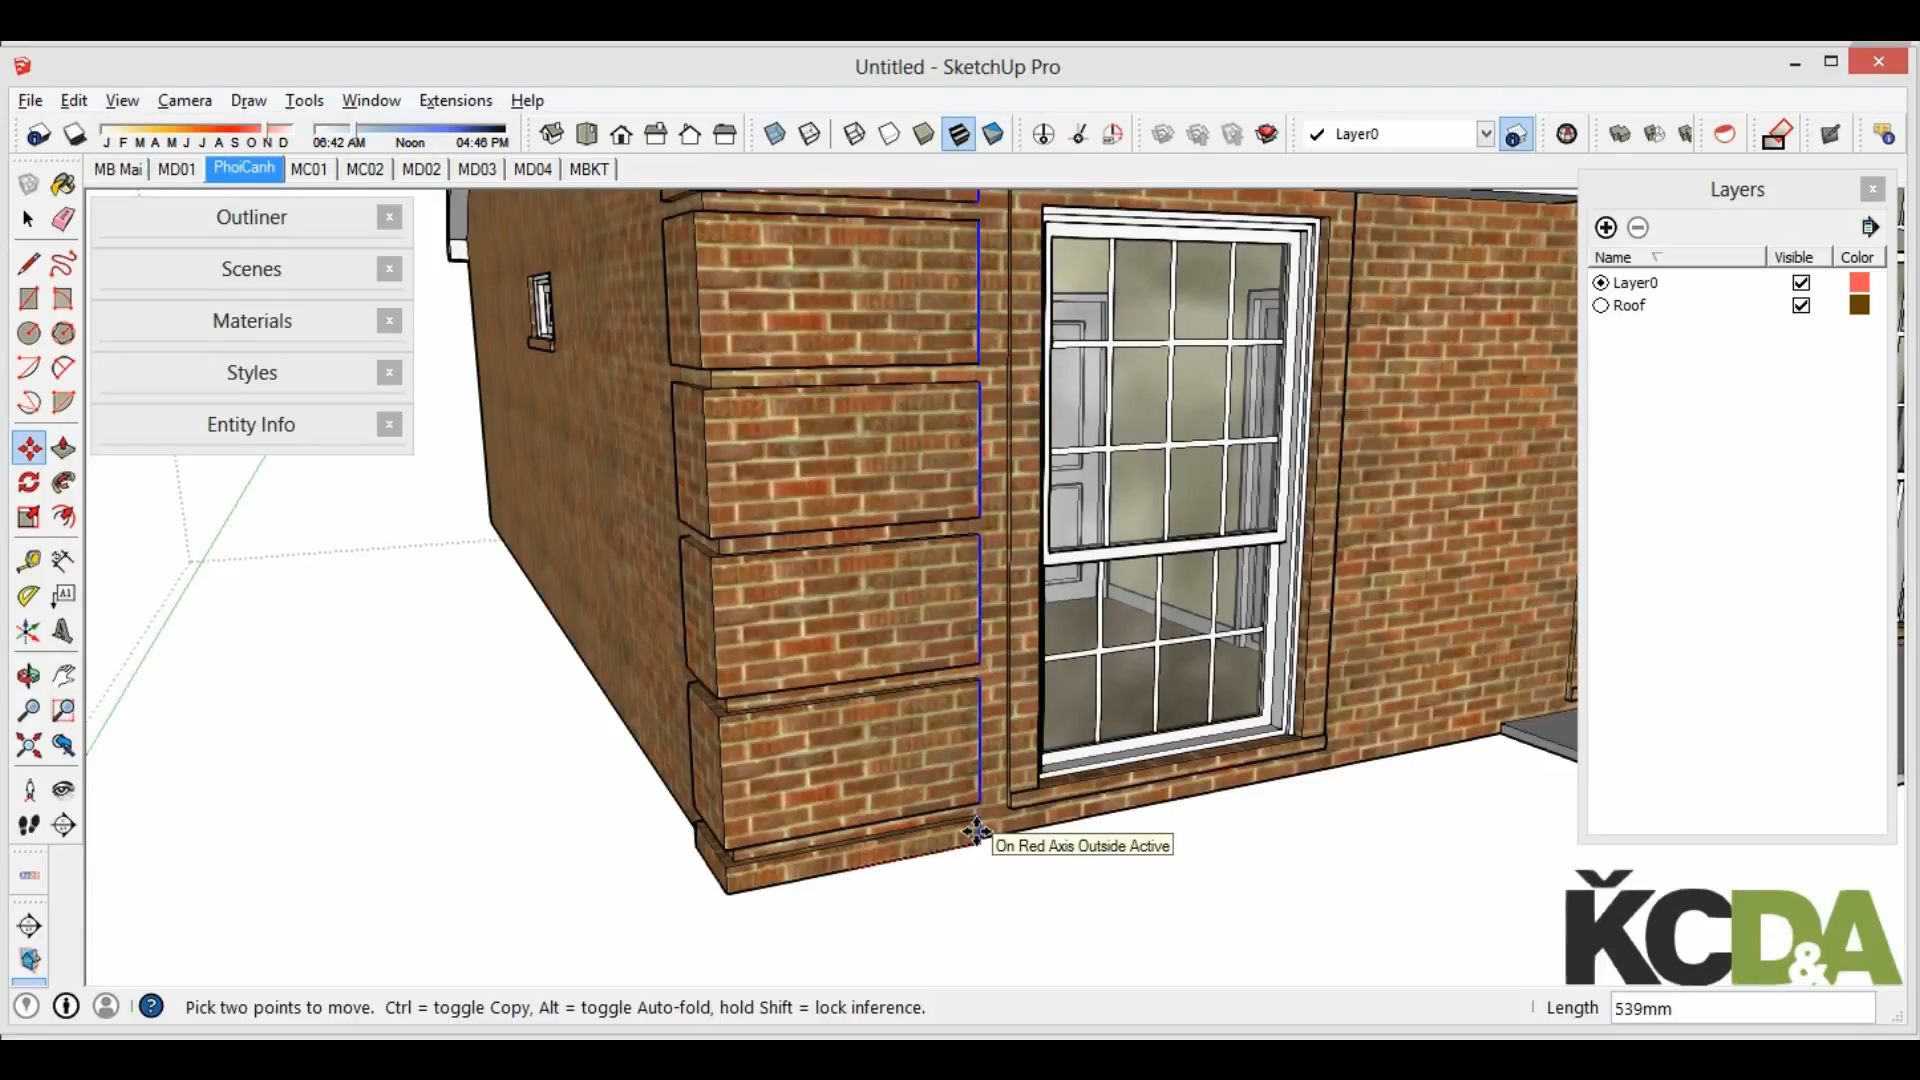 Untitled - SketchUp Pro
File Edit View Camera Draw Tools Window Extensions Help
J F M A M J J A S O N D 06:42 AM Noon 04:46 PM Layer0
MB Mai MD01 PhoiCanh MC01 MC02 MD02 MD03 MD04 MBKT
Outliner
Scenes
Materials
Styles
Entity Info
Layers
Name Visible Color
Layer0
Roof
A1
On Red Axis Outside Active
KCD&A
Pick two points to move. Ctrl = toggle Copy, Alt = toggle Auto-fold, hold Shift = lock inference.
Length 539mm